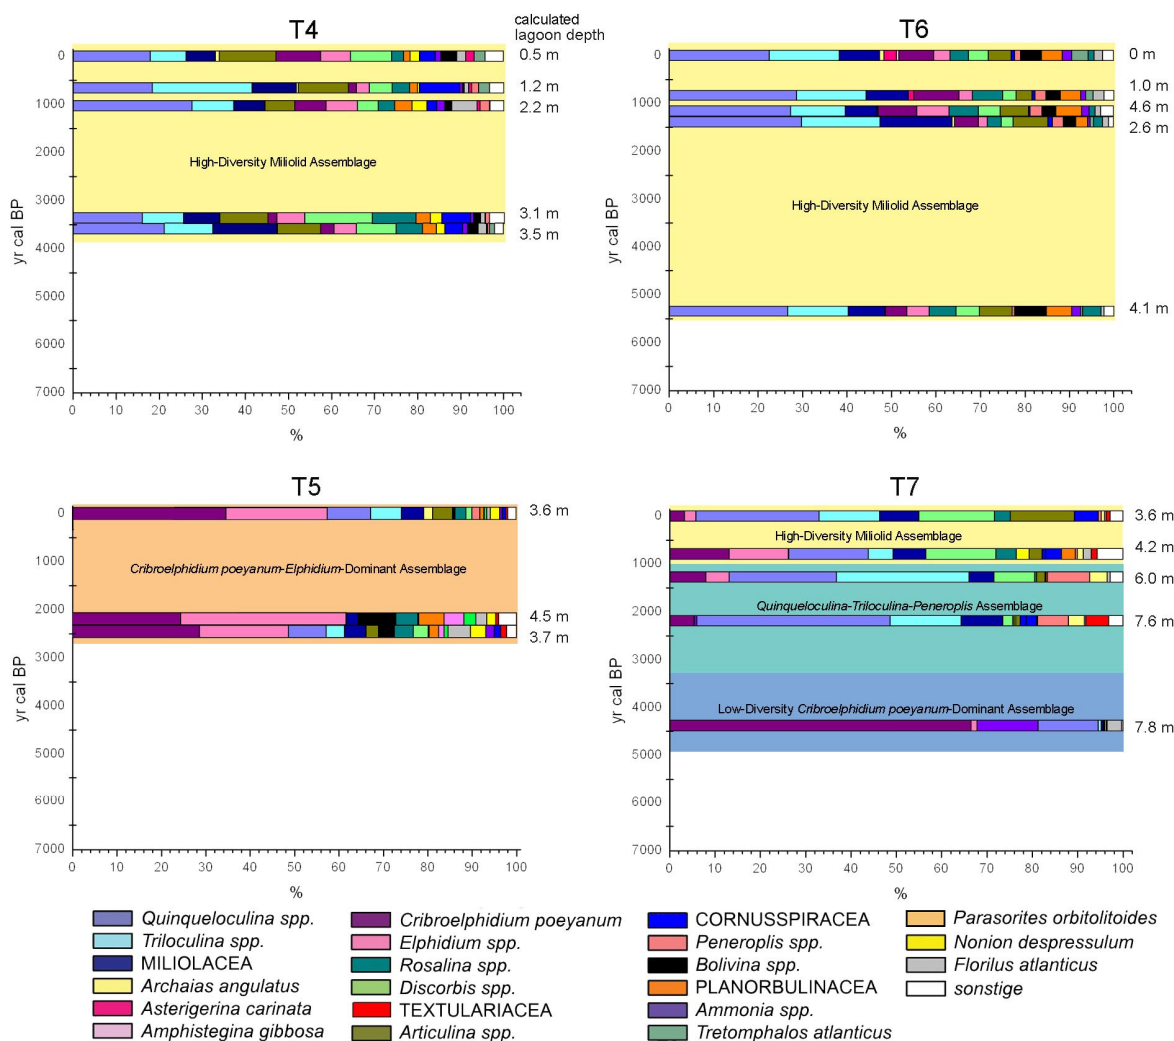 T4
calculated
lagoon depth
0
1000
2000
3000
4000
5000
6000
7000
yr cal BP
High-Diversity Miliolid Assemblage
0.5 m
1.2 m
2.2 m
3.1 m
3.5 m
0 10 20 30 40 50 60 70 80 90 100
%
T6
0
1000
2000
3000
4000
5000
6000
7000
yr cal BP
High-Diversity Miliolid Assemblage
0 m
1.0 m
4.6 m
2.6 m
4.1 m
0 10 20 30 40 50 60 70 80 90 100
%
T5
0
1000
2000
3000
4000
5000
6000
7000
yr cal BP
Cribroelphidium poeyanum-Elphidium-Dominant Assemblage
3.6 m
4.5 m
3.7 m
0 10 20 30 40 50 60 70 80 90 100
%
T7
0
1000
2000
3000
4000
5000
6000
7000
yr cal BP
High-Diversity Miliolid Assemblage
Quinqueloculina-Triloculina-Peneroplis Assemblage
Low-Diversity Cribroelphidium poeyanum-Dominant Assemblage
3.6 m
4.2 m
6.0 m
7.6 m
7.8 m
0 10 20 30 40 50 60 70 80 90 100
%
Quinqueloculina spp.
Triloculina spp.
MILIOLACEA
Archaias angulatus
Asterigerina carinata
Amphistegina gibbosa
Cribroelphidium poeyanum
Elphidium spp.
Rosalina spp.
Discorbis spp.
TEXTULARIACEA
Articulina spp.
CORNUSSPIRACEA
Peneroplis spp.
Bolivina spp.
PLANORBULINACEA
Ammonia spp.
Tretomphalos atlanticus
Parasorites orbitolitoides
Nonion despressulum
Florilus atlanticus
sonstige